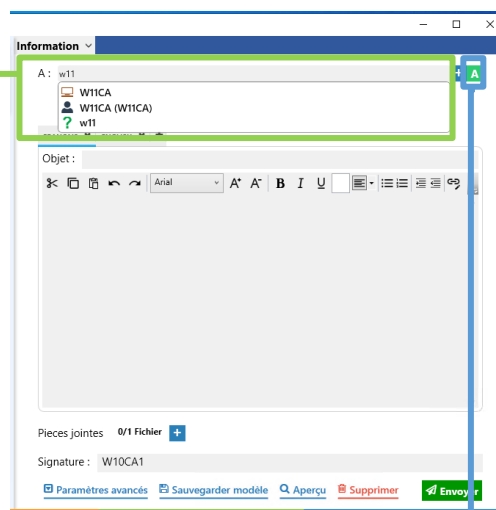 Information
A : w11
A
W11CA
W11CA (W11CA)
? w11
Objet :
Arial A+ A- B I U
Pieces jointes 0/1 Fichier +
Signature : W10CA1
Paramètres avancés Sauvegarder modèle Aperçu Supprimer Envoyer